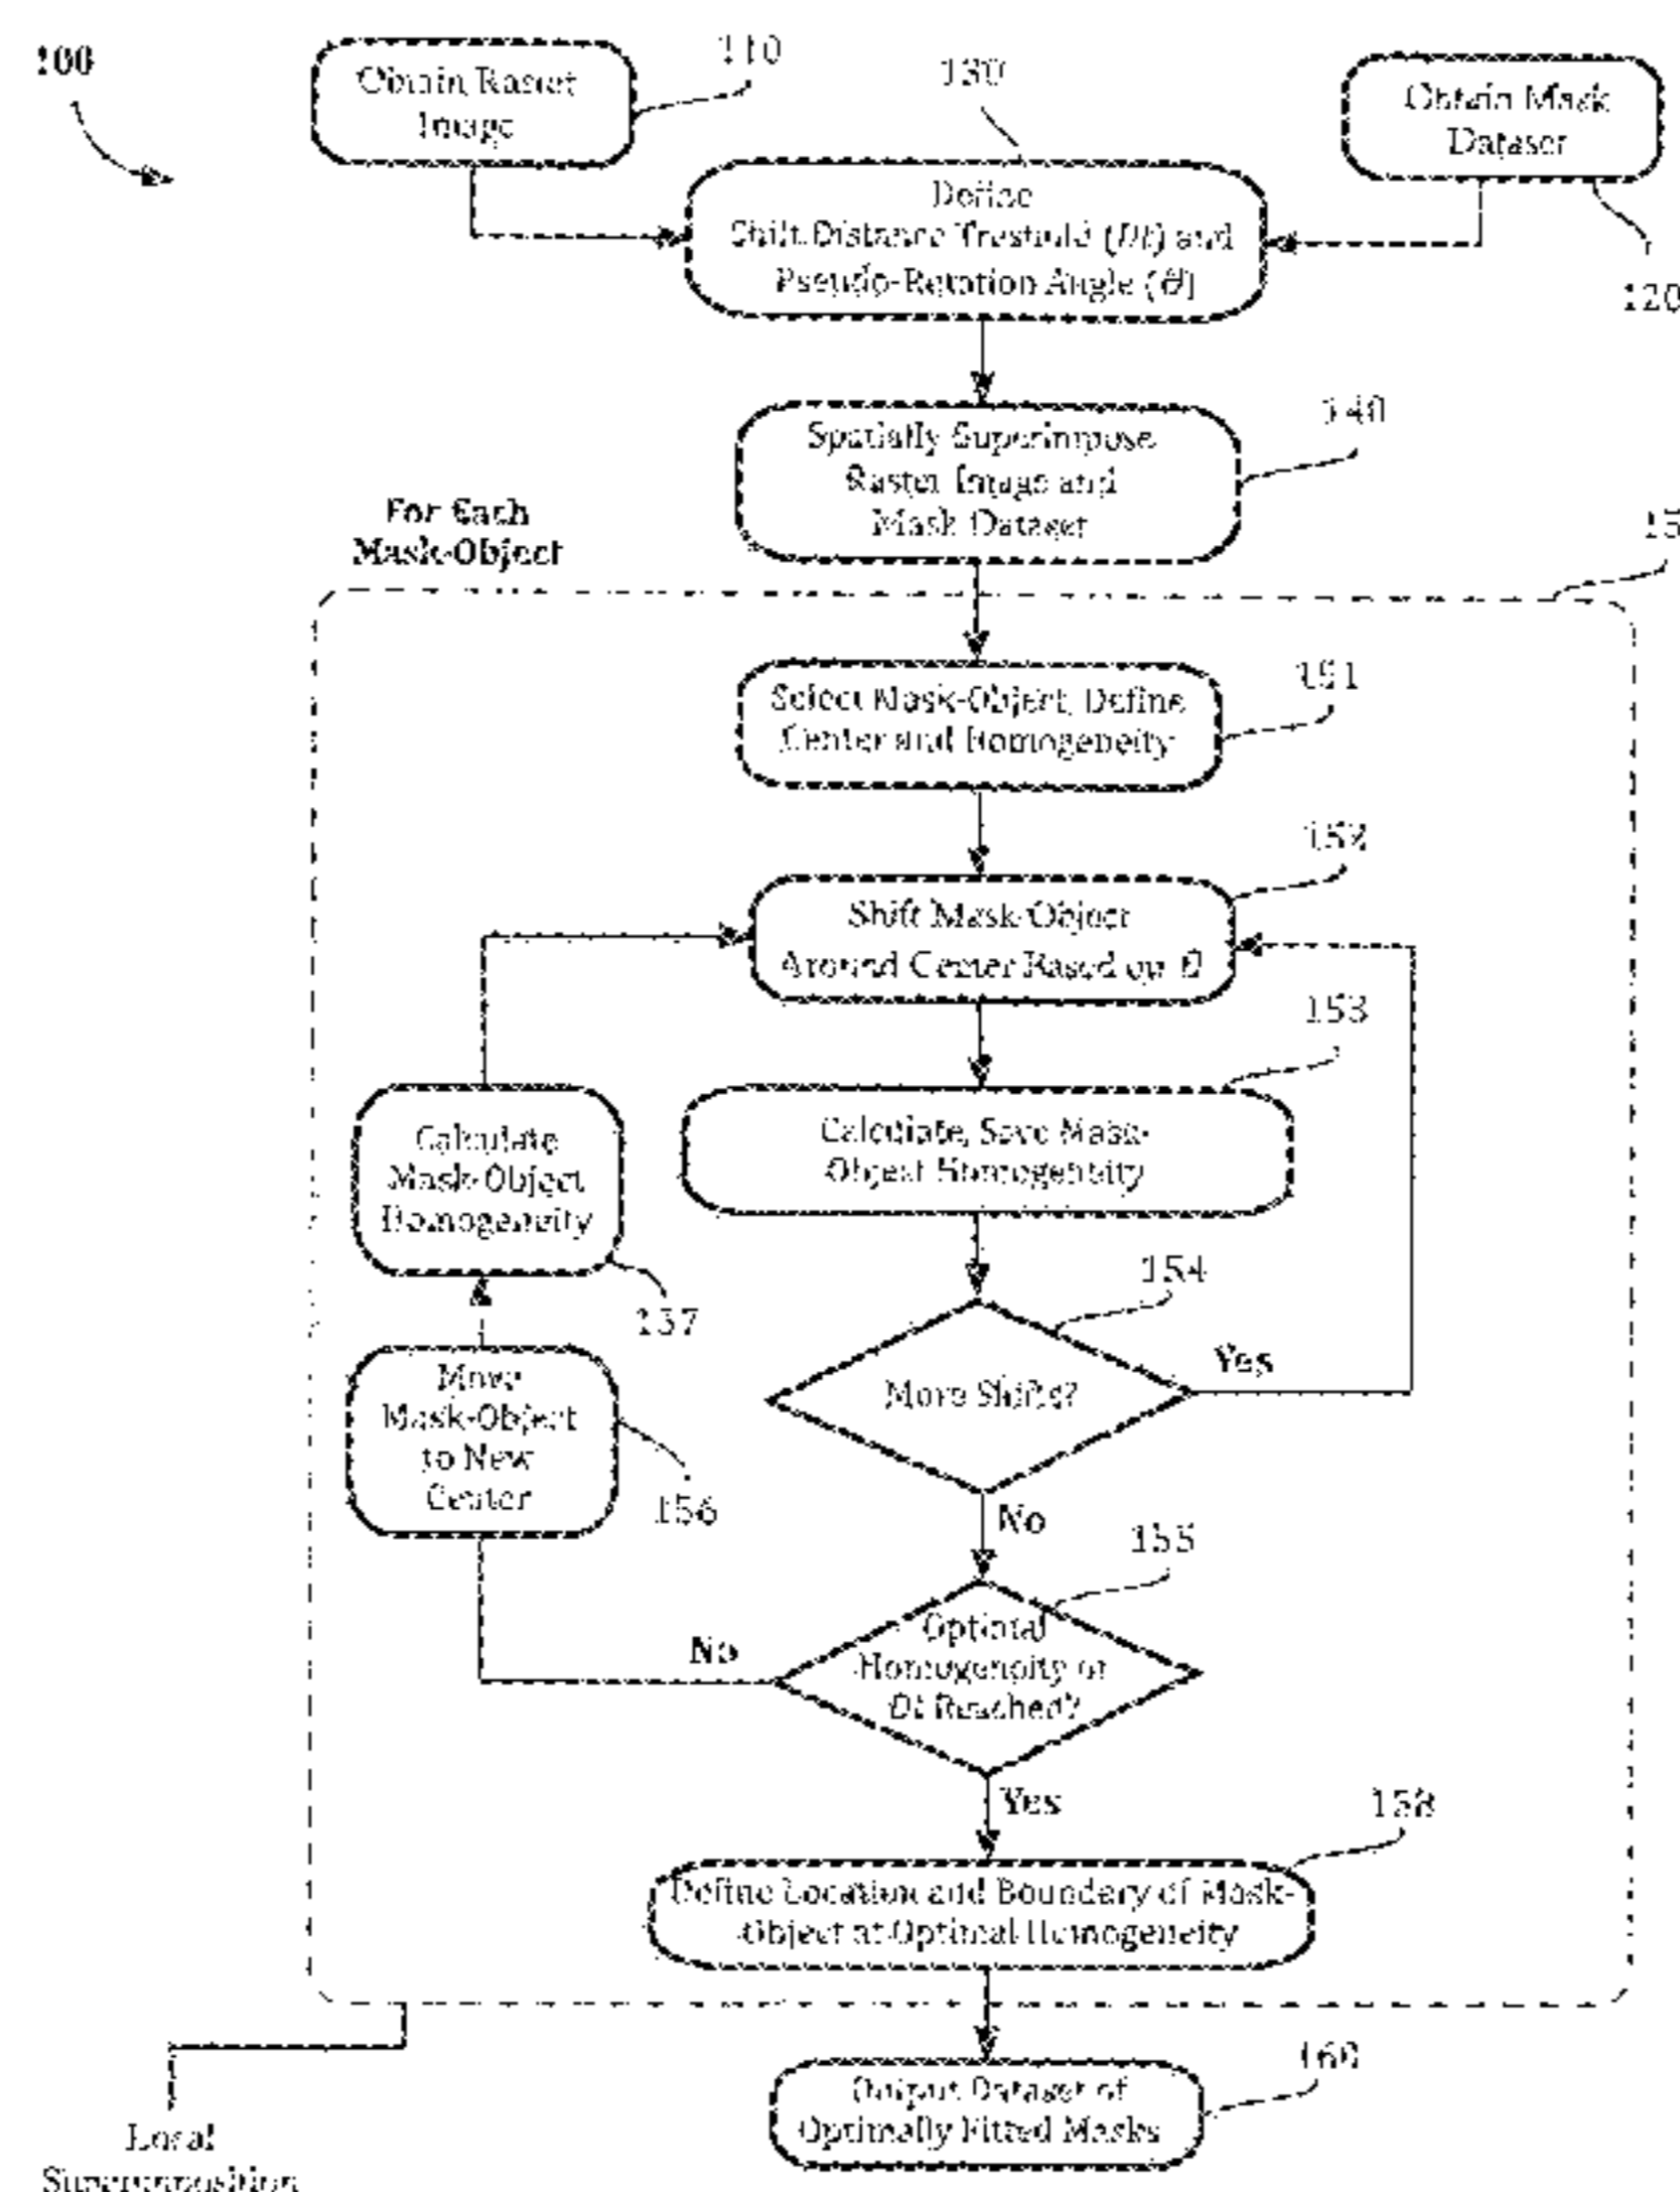 100
Obtain Raster
Image
110
130
Obtain Mask
Dataset
120
Define
Shift Distance Treshold (Dt) and
Pseudo-Rotation Angle (θ)
140
Spatially Superimpose
Raster Image and
Mask Dataset
For Each
Mask-Object
15
151
Select Mask-Object, Define
Center and Homogeneity
152
Shift Mask-Object
Around Center Based on θ
153
Calculate, Save Mask-
Object Homogeneity
Calculate
Mask-Object
Homogeneity
157
154
More Shifts?
Yes
Move
Mask-Object
to New
Center
156
No
155
Optimal
Homogeneity or
Dt Reached?
No
Yes
158
Define Location and Boundary of Mask-
Object at Optimal Homogeneity
160
Output Dataset of
Optimally Fitted Masks
Local
Superimposition